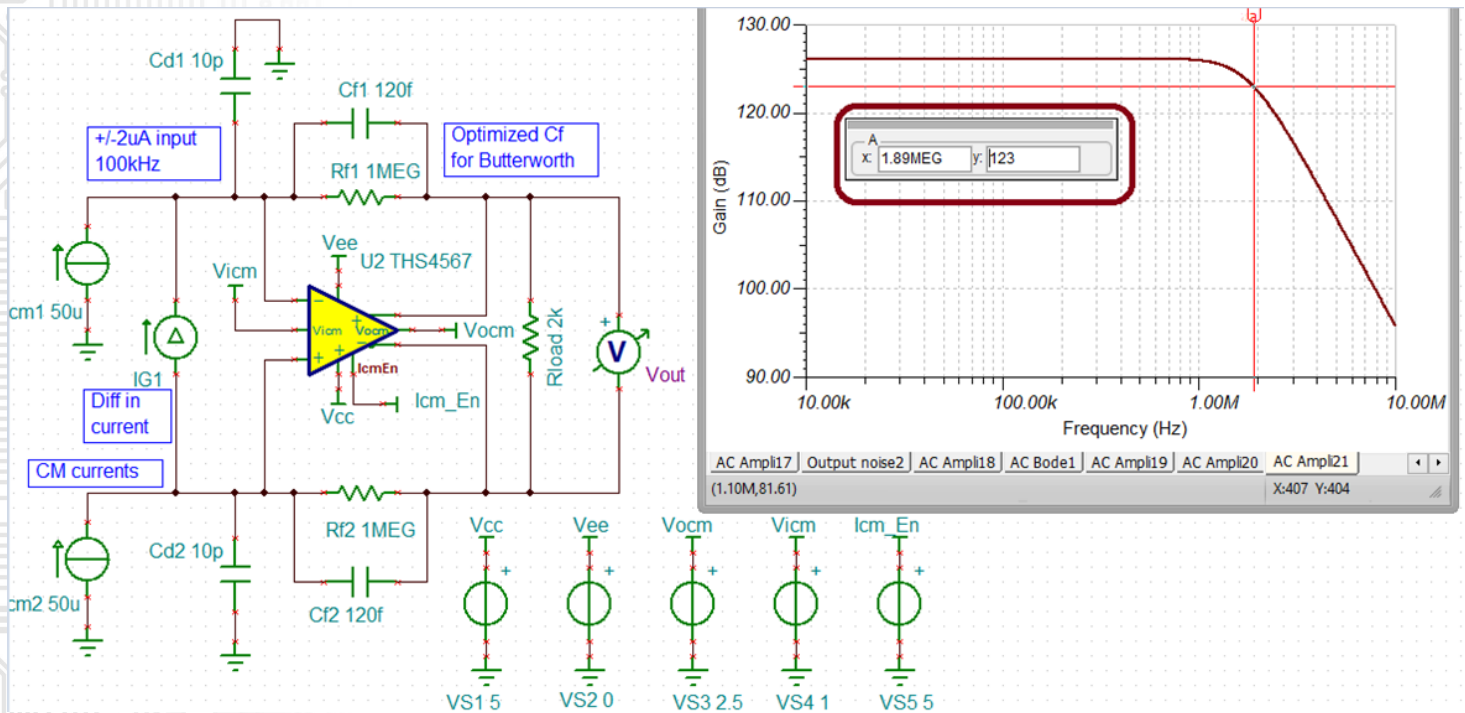 Cd1 10p
Cf1 120f
+/-2uA input
100kHz
Optimized Cf
for Butterworth
Rf1 1MEG
Vee
U2 THS4567
Vicm
cm1 50u
− Vicm + + Vocm − +
Vocm
IcmEn
Rload 2k
+
V
Vout
IG1
Vcc
Icm_En
Diff in
current
CM currents
Rf2 1MEG
Cd2 10p
cm2 50u
Cf2 120f
Vcc
Vee
Vocm
Vicm
Icm_En
+ + + + +
VS1 5
VS2 0
VS3 2.5
VS4 1
VS5 5
a
130.00
120.00
110.00
100.00
90.00
Gain (dB)
A
x: 1.89MEG y: 123
10.00k 100.00k 1.00M 10.00M
Frequency (Hz)
AC Ampli17 Output noise2 AC Ampli18 AC Bode1 AC Ampli19 AC Ampli20 AC Ampli21
(1.10M,81.61) X:407 Y:404